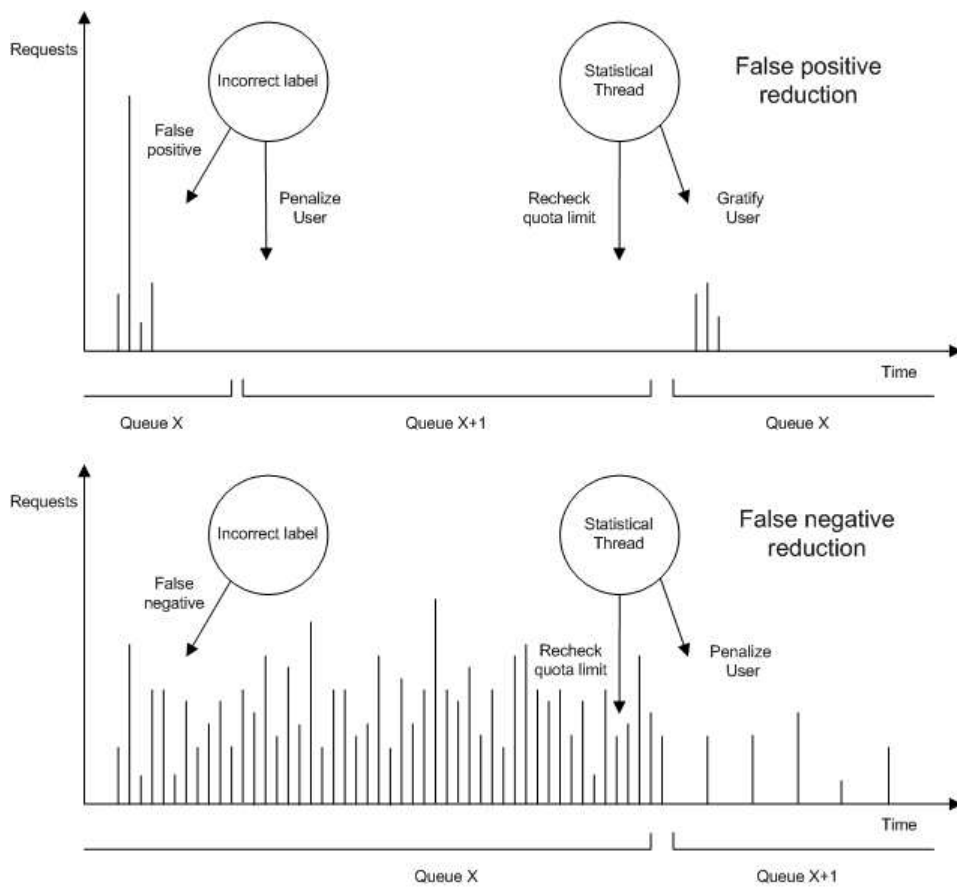 Requests
Incorrect label
Statistical
Thread
False positive
reduction
False
positive
Penalize
User
Recheck
quota limit
Gratify
User
Time
Queue X
Queue X+1
Queue X
Requests
Incorrect label
Statistical
Thread
False negative
reduction
False
negative
Recheck
quota limit
Penalize
User
Time
Queue X
Queue X+1